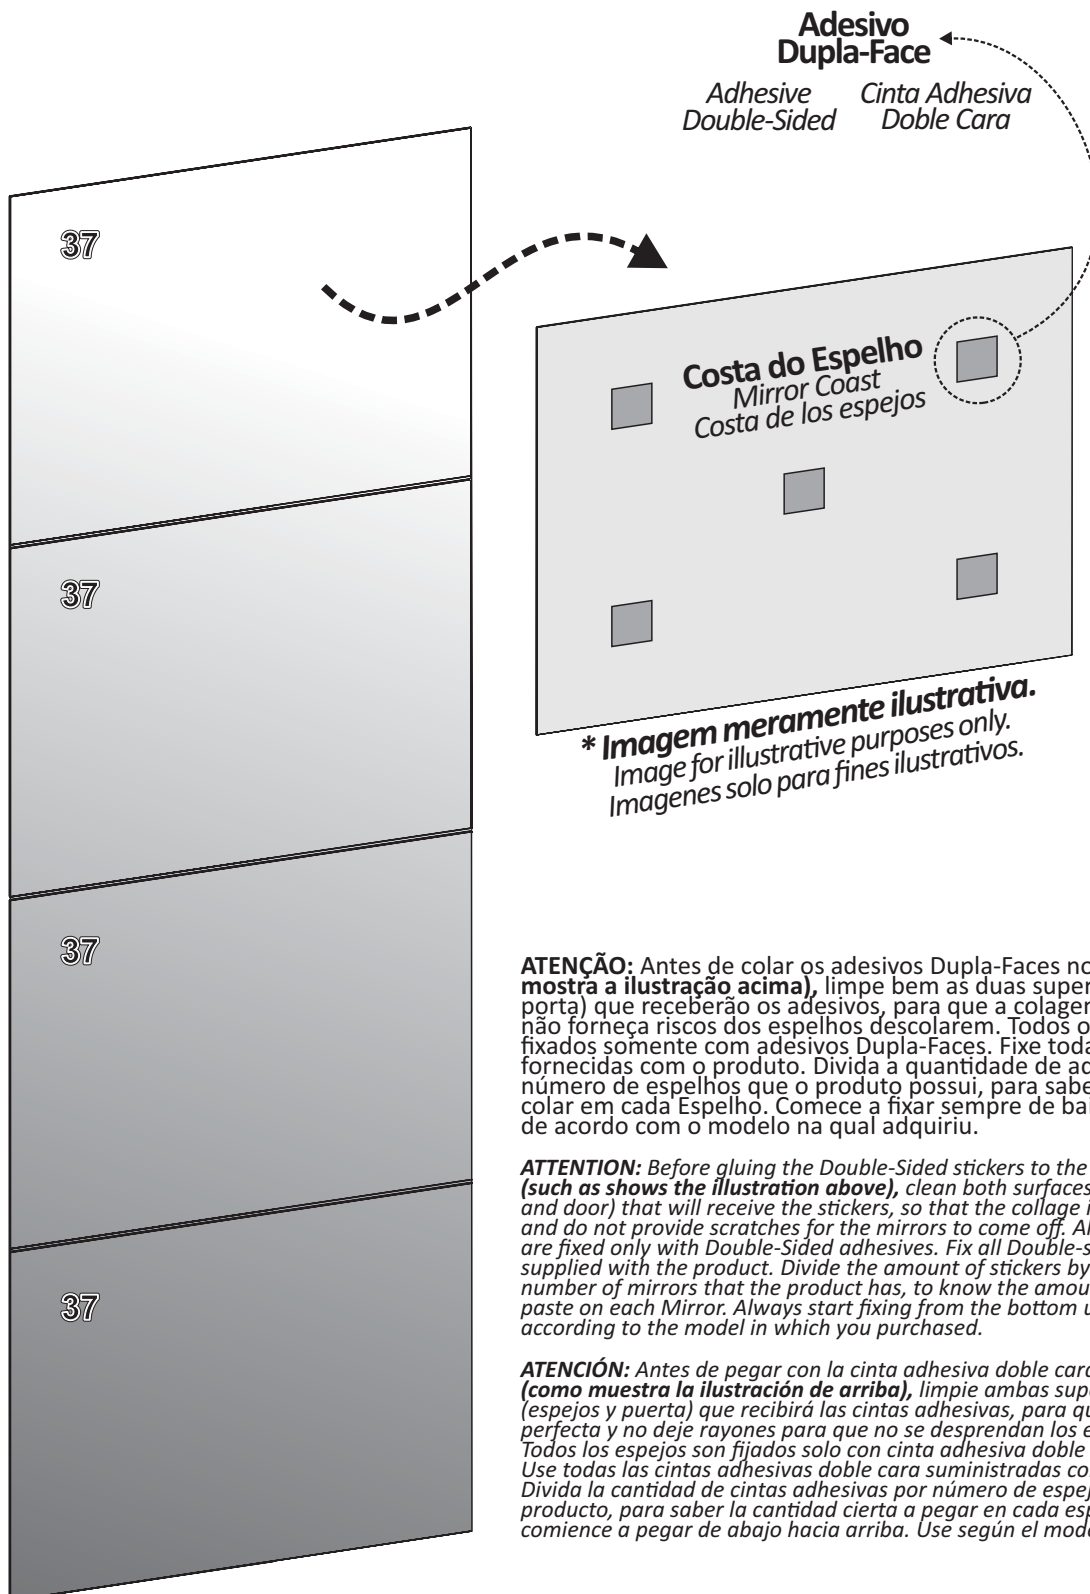 Adesivo
Dupla-Face
Adhesive
Double-Sided
Cinta Adhesiva
Doble Cara
37
Costa do Espelho
Mirror Coast
Costa de los espejos
37
* Imagem meramente ilustrativa.
Image for illustrative purposes only.
Imagenes solo para fines ilustrativos.
37
37
ATENÇÃO: Antes de colar os adesivos Dupla-Faces no
mostra a ilustração acima), limpe bem as duas super
porta) que receberão os adesivos, para que a colagen
não forneça riscos dos espelhos descolarem. Todos o
fixados somente com adesivos Dupla-Faces. Fixe toda
fornecidas com o produto. Divida a quantidade de ad
número de espelhos que o produto possui, para sabe
colar em cada Espelho. Comece a fixar sempre de bai
de acordo com o modelo na qual adquiriu.
ATTENTION: Before gluing the Double-Sided stickers to the
(such as shows the illustration above), clean both surfaces
and door) that will receive the stickers, so that the collage i
and do not provide scratches for the mirrors to come off. Al
are fixed only with Double-Sided adhesives. Fix all Double-s
supplied with the product. Divide the amount of stickers by
number of mirrors that the product has, to know the amou
paste on each Mirror. Always start fixing from the bottom u
according to the model in which you purchased.
ATENCIÓN: Antes de pegar con la cinta adhesiva doble cara
(como muestra la ilustración de arriba), limpie ambas supe
(espejos y puerta) que recibirá las cintas adhesivas, para qu
perfecta y no deje rayones para que no se desprendan los e
Todos los espejos son fijados solo con cinta adhesiva doble
Use todas las cintas adhesivas doble cara suministradas co
Divida la cantidad de cintas adhesivas por número de espej
producto, para saber la cantidad cierta a pegar en cada esp
comience a pegar de abajo hacia arriba. Use según el mode